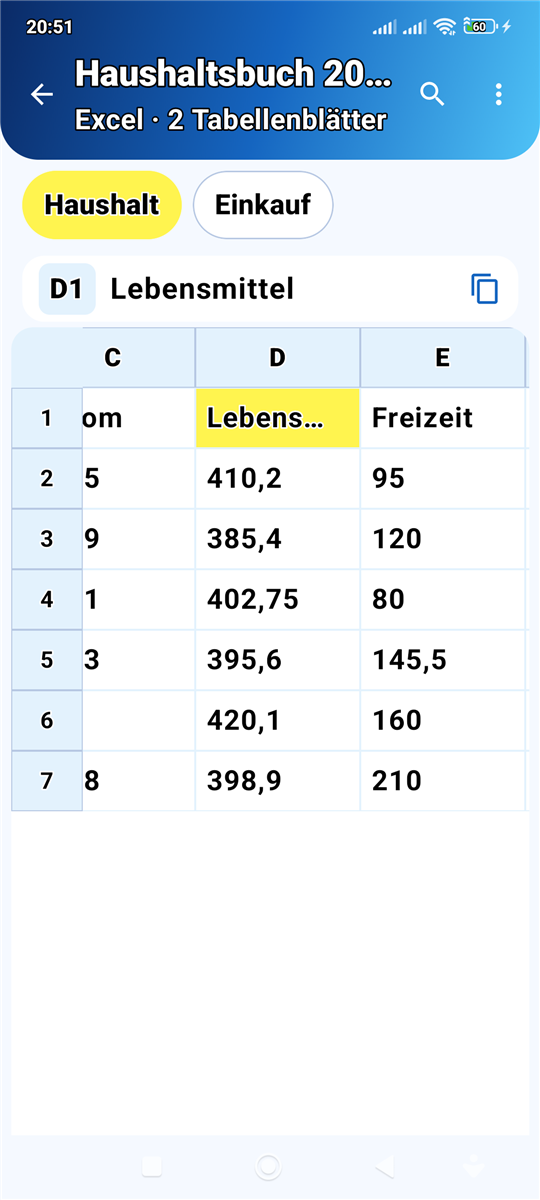 20:51
60
Haushaltsbuch 20...
Excel · 2 Tabellenblätter
Haushalt Einkauf
D1 Lebensmittel
C D E
1 om Lebens... Freizeit
2 5 410,2 95
3 9 385,4 120
4 1 402,75 80
5 3 395,6 145,5
6 420,1 160
7 8 398,9 210